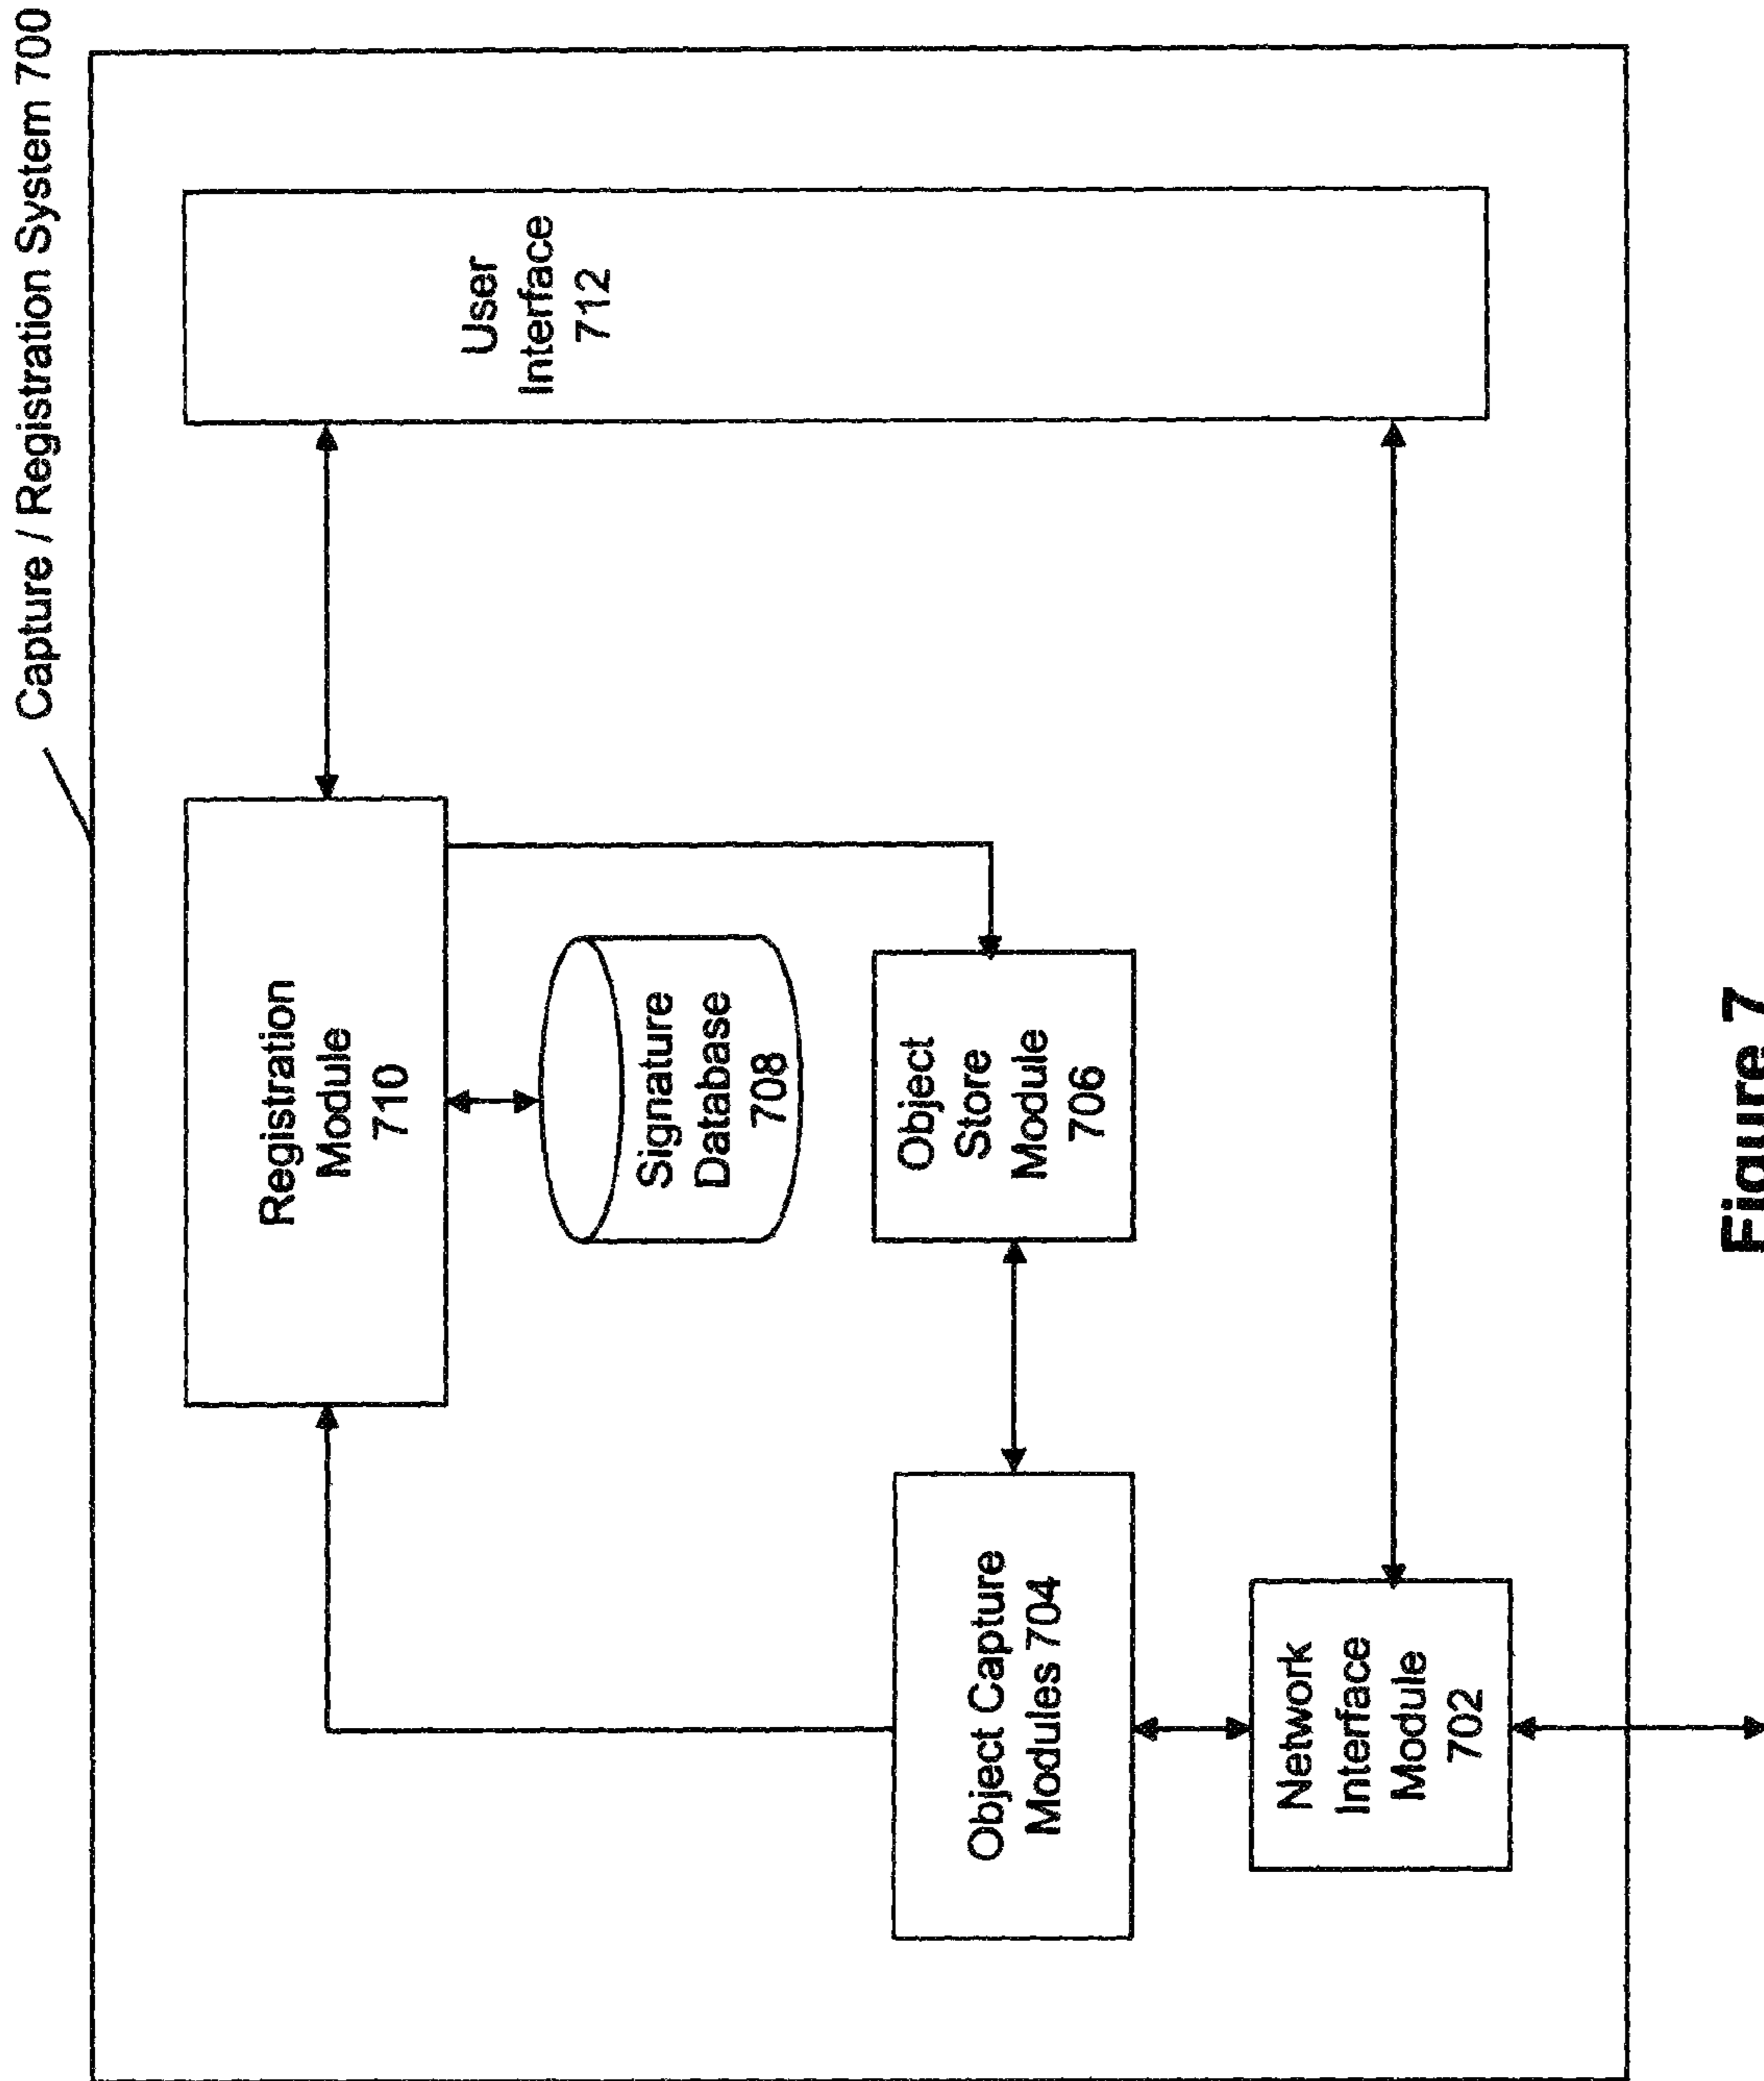 Capture / Registration System 700
Registration
Module
710
User
Interface
712
Signature
Database
708
Object
Store
Module
706
Object Capture
Modules 704
Network
Interface
Module
702
Figure 7